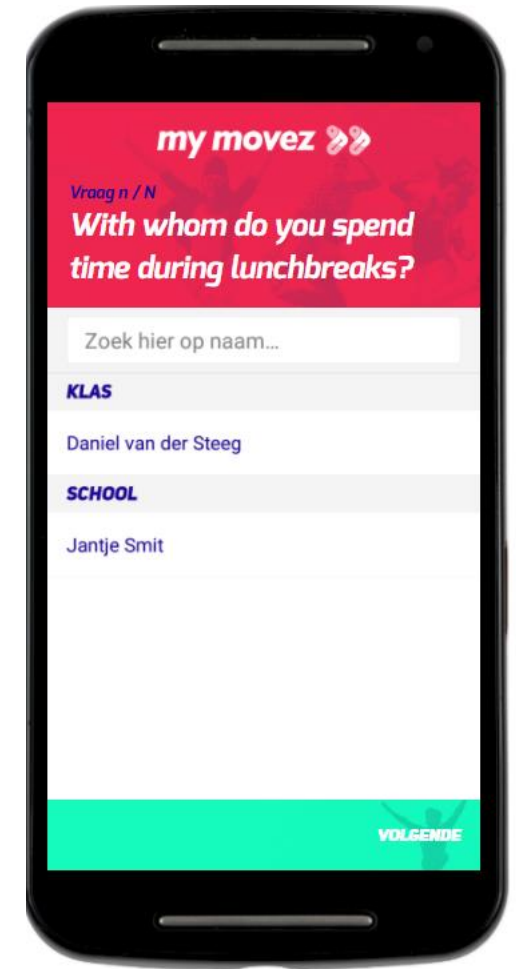 my movez
Vraag n / N
With whom do you spend
time during lunchbreaks?
Zoek hier op naam...
KLAS
Daniel van der Steeg
SCHOOL
Jantje Smit
VOLGENDE